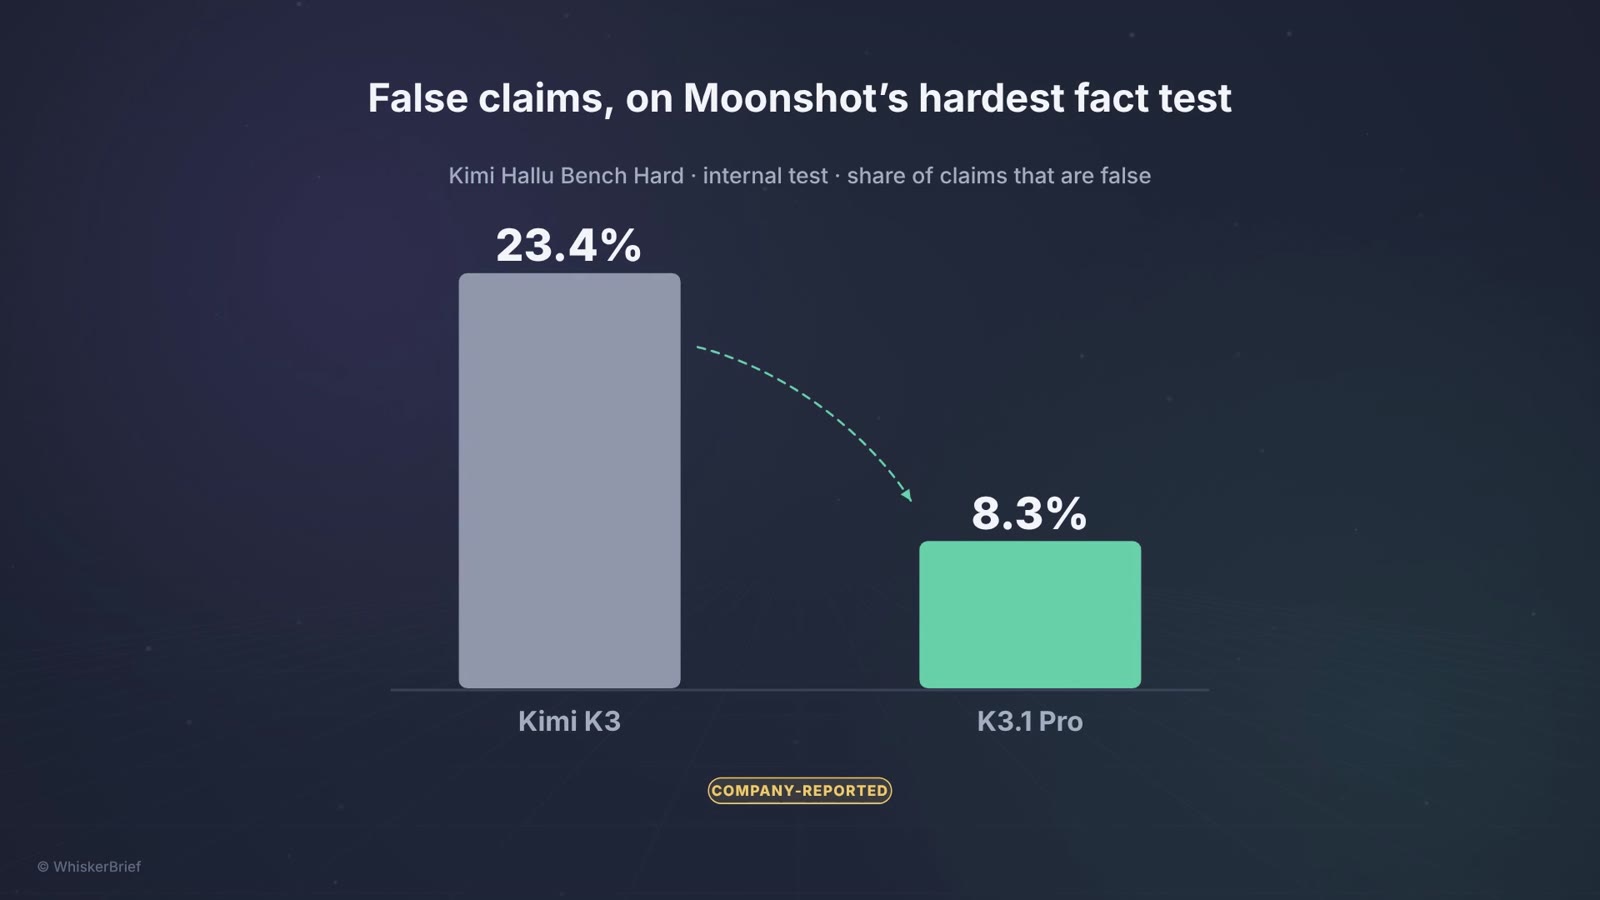 False claims, on Moonshot’s hardest fact test
Kimi Hallu Bench Hard · internal test · share of claims that are false
23.4%
8.3%
Kimi K3
K3.1 Pro
COMPANY-REPORTED
© WhiskerBrief